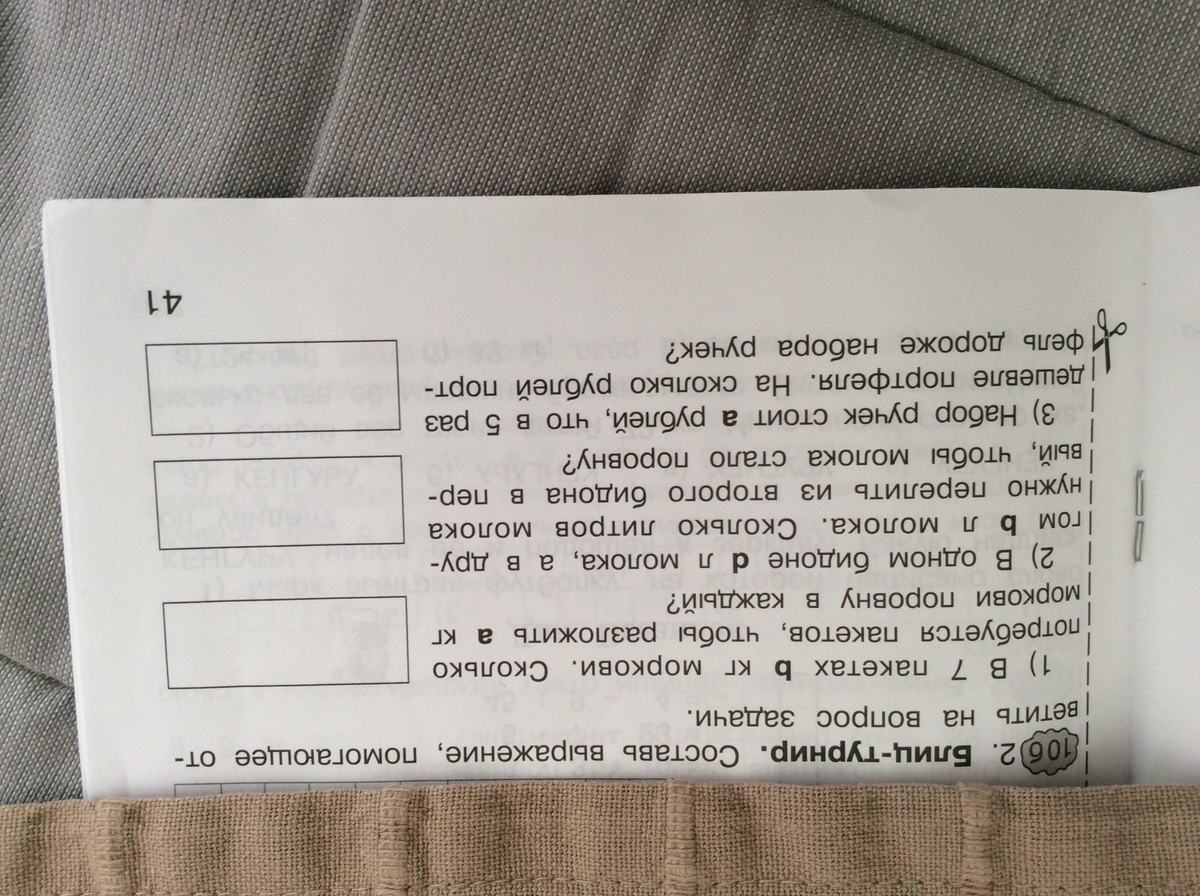 106 2. Блиц-турнир. Составь выражение, помогающее от-
ветить на вопрос задачи.
1) В 7 пакетах b кг моркови. Сколько
потребуется пакетов, чтобы разложить а кг
моркови поровну в каждый?
2) В одном бидоне d л молока, а в дру-
гом b л молока. Сколько литров молока
нужно перелить из второго бидона в пер-
вый, чтобы молока стало поровну?
3) Набор ручек стоит а рублей, что в 5 раз
дешевле портфеля. На сколько рублей порт-
фель дороже набора ручек?
41